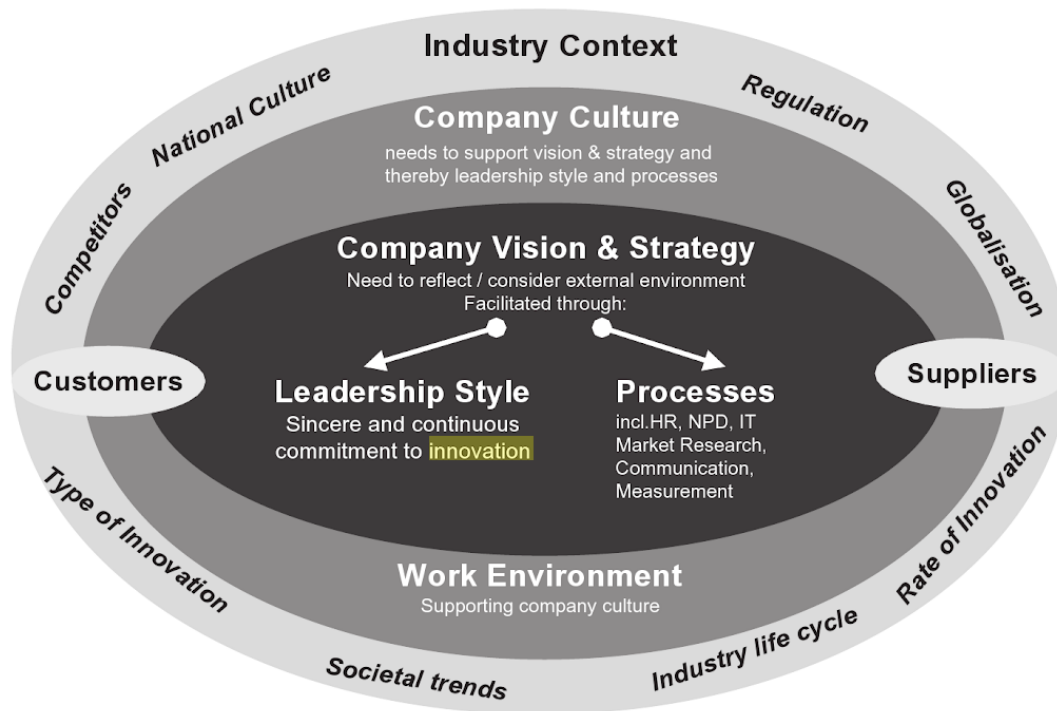 Industry Context
National Culture
Regulation
Competitors
Globalisation
Company Culture
needs to support vision & strategy and
thereby leadership style and processes
Company Vision & Strategy
Need to reflect / consider external environment
Facilitated through:
Customers
Suppliers
Leadership Style
Sincere and continuous
commitment to innovation
Processes
incl.HR, NPD, IT
Market Research,
Communication,
Measurement
Type of Innovation
Rate of Innovation
Work Environment
Supporting company culture
Societal trends
Industry life cycle